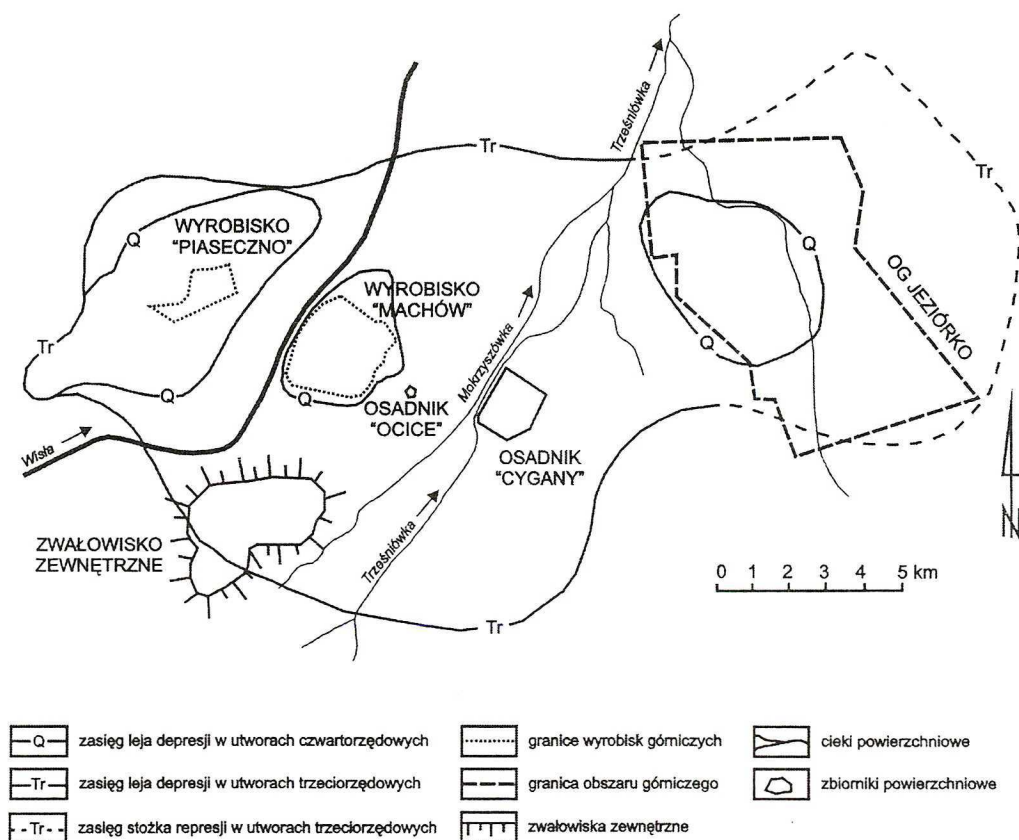 Tr
Trześniówka
Tr
WYROBISKO
"PIASECZNO"
Q
Q
OG JEZIÓRKO
WYROBISKO
"MACHÓW"
Tr
Q
Mokrzyszówka
Q
Q
OSADNIK
"OCICE"
Wisła
OSADNIK
"CYGANY"
N
ZWAŁOWISKO
ZEWNĘTRZNE
Trześniówka
0 1 2 3 4 5 km
Tr
Q zasięg leja depresji w utworach czwartorzędowych
Tr zasięg leja depresji w utworach trzeciorzędowych
Tr zasięg stożka represji w utworach trzeciorzędowych
granice wyrobisk górniczych
granica obszaru górniczego
zwałowiska zewnętrzne
cieki powierzchniowe
zbiorniki powierzchniowe